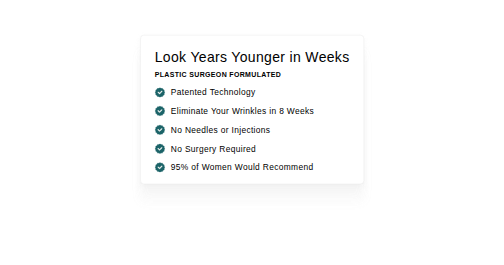 Look Years Younger in Weeks
PLASTIC SURGEON FORMULATED
Patented Technology
Eliminate Your Wrinkles in 8 Weeks
No Needles or Injections
No Surgery Required
95% of Women Would Recommend